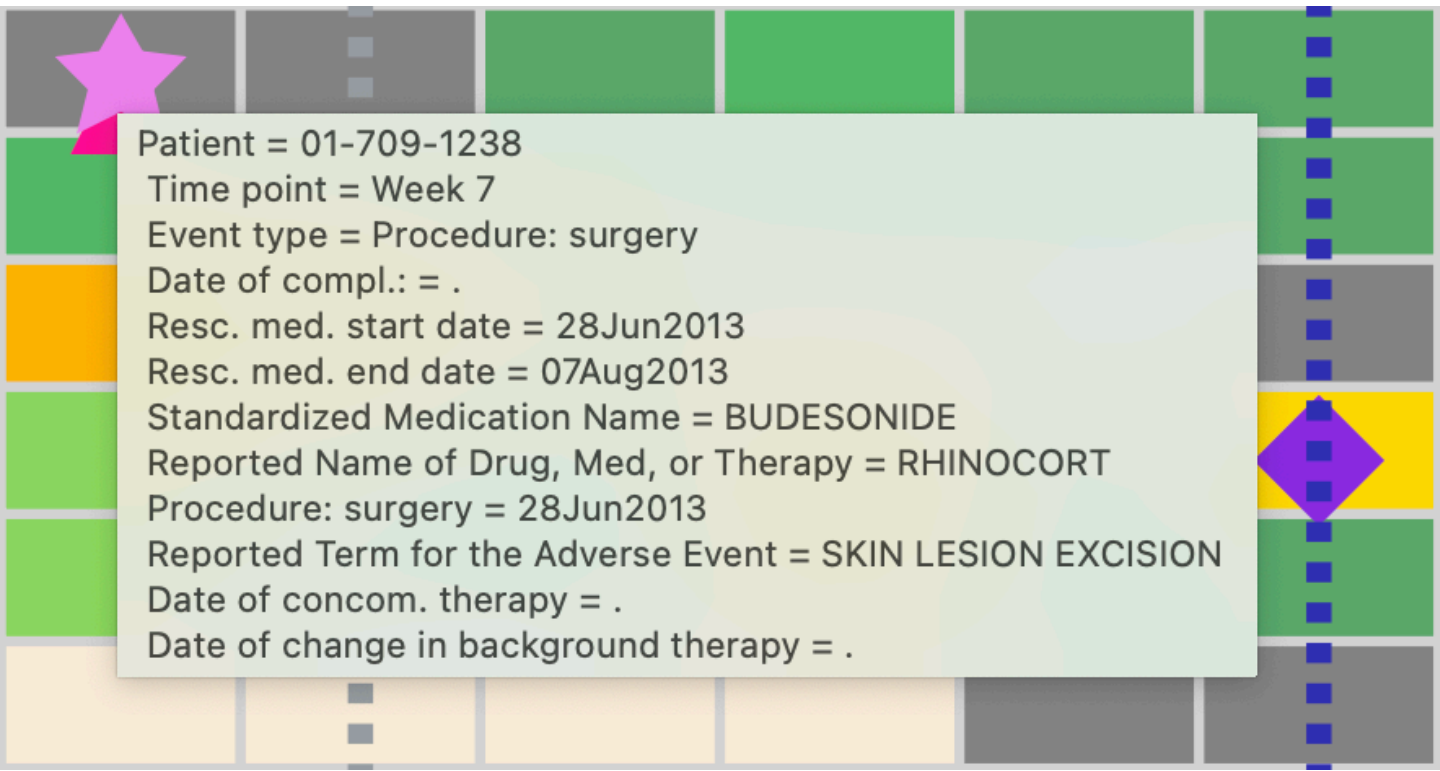 Patient = 01-709-1238
Time point = Week 7
Event type = Procedure: surgery
Date of compl.: = .
Resc. med. start date = 28Jun2013
Resc. med. end date = 07Aug2013
Standardized Medication Name = BUDESONIDE
Reported Name of Drug, Med, or Therapy = RHINOCORT
Procedure: surgery = 28Jun2013
Reported Term for the Adverse Event = SKIN LESION EXCISION
Date of concom. therapy = .
Date of change in background therapy = .